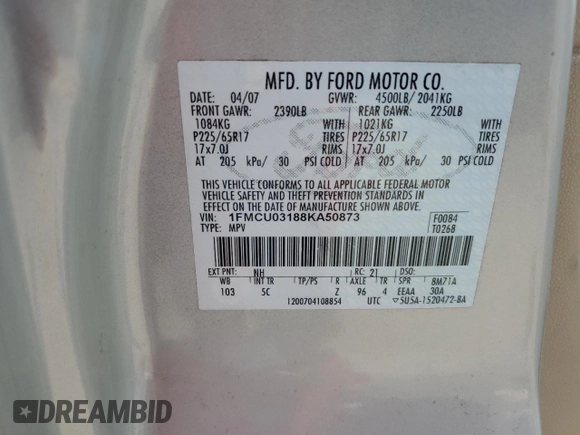 MFD. BY FORD MOTOR CO.
DATE: 04/07 GVWR: 4500LB/ 2041KG
FRONT GAWR: 2390LB REAR GAWR: 2250LB
1084KG WITH 1021KG WITH
P225/65R17 TIRES P225/65R17 TIRES
17x7.0J RIMS 17x7.0J RIMS
AT 205 kPa/ 30 PSI COLD AT 205 kPa/ 30 PSI COLD
THIS VEHICLE CONFORMS TO ALL APPLICABLE FEDERAL MOTOR
VEHICLE SAFETY AND THEFT PREVENTION STANDARDS IN EFFECT
ON THE DATE OF MANUFACTURE SHOWN ABOVE.
VIN: 1FMCU03188KA50873 F0084
TYPE: MPV T0268
EXT PNT: NH RC: 21 DSO:
WB INT TR TP/PS R AXLE TR SPR 8M71A
103 5C Z 96 4 EEAA 30A
1200704108854 UTC ▽5U5A-1520472-BA
Ford
DREAMBID